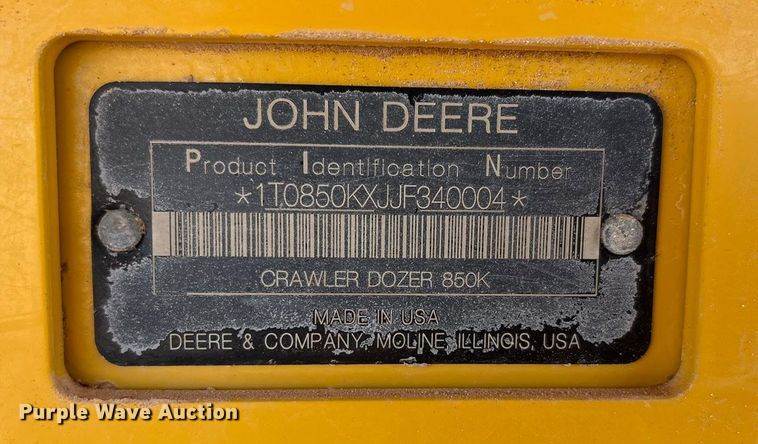 JOHN DEERE
Product Identification Number
*1T0850KXJJF340004*
CRAWLER DOZER 850K
MADE IN USA
DEERE & COMPANY, MOLINE, ILLINOIS, USA
Purple Wave Auction